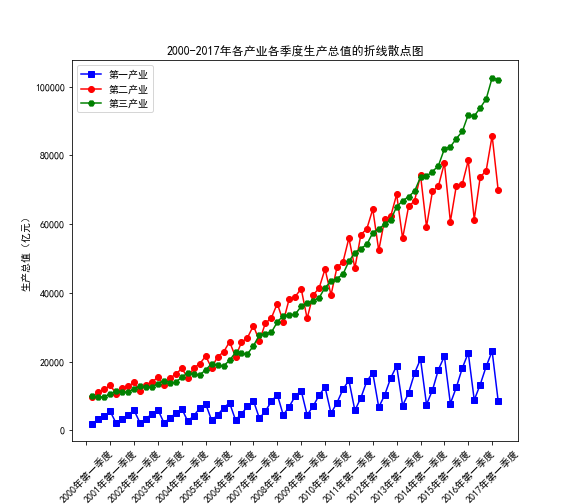 2000-2017年各产业各季度生产总值的折线散点图
第一产业
第二产业
第三产业
生产总值（亿元）
100000
80000
60000
40000
20000
0
2000年第一季度
2001年第一季度
2002年第一季度
2003年第一季度
2004年第一季度
2005年第一季度
2006年第一季度
2007年第一季度
2008年第一季度
2009年第一季度
2010年第一季度
2011年第一季度
2012年第一季度
2013年第一季度
2014年第一季度
2015年第一季度
2016年第一季度
2017年第一季度